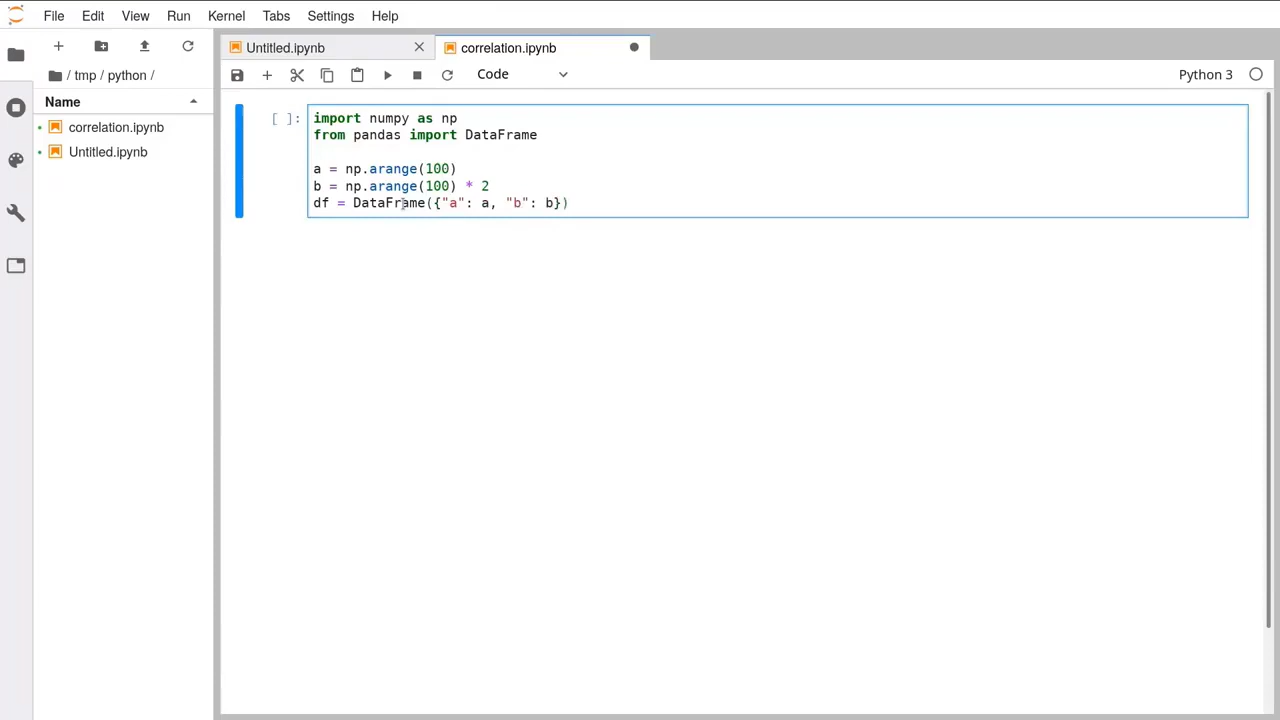 File Edit View Run Kernel Tabs Settings Help
Untitled.ipynb correlation.ipynb
/ tmp / python /
Code Python 3
Name
correlation.ipynb
Untitled.ipynb
[ ]: import numpy as np
from pandas import DataFrame
a = np.arange(100)
b = np.arange(100) * 2
df = DataFrame({"a": a, "b": b})